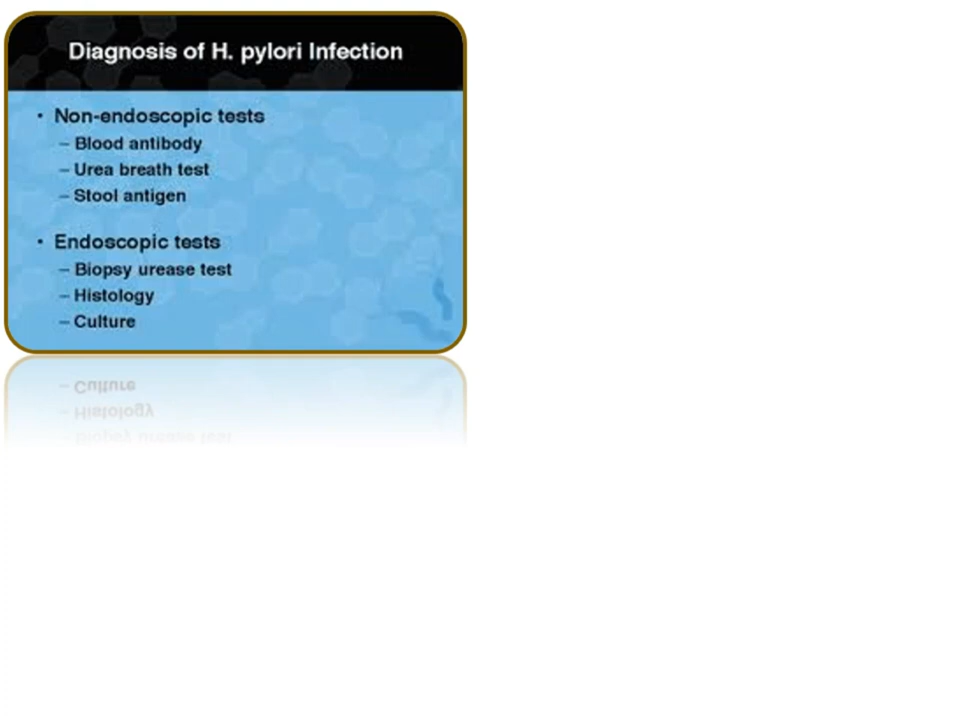 Diagnosis of H. pylori Infection
• Non-endoscopic tests
– Blood antibody
– Urea breath test
– Stool antigen
• Endoscopic tests
– Biopsy urease test
– Histology
– Culture